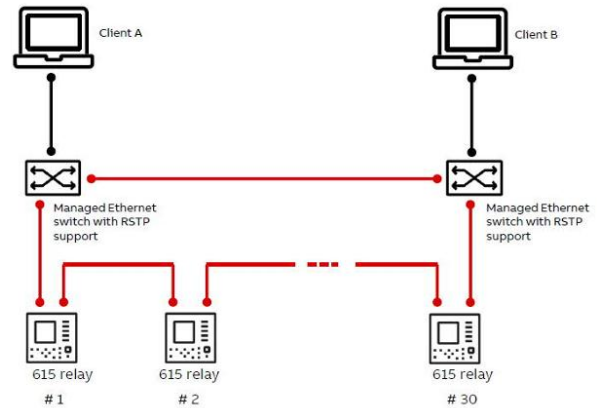 Client A
Client B
Managed Ethernet
switch with RSTP
support
Managed Ethernet
switch with RSTP
support
615 relay
# 1
615 relay
# 2
615 relay
# 30